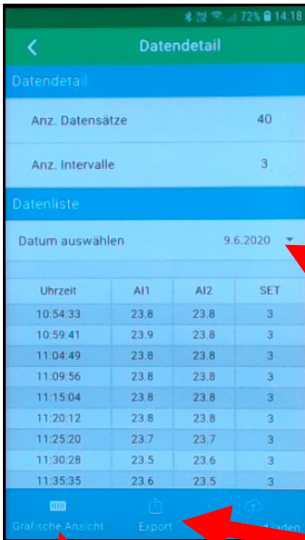 72% 14:18
Datendetail
Datendetail
Anz. Datensätze 40
Anz. Intervalle 3
Datenliste
Datum auswählen 9.6.2020
Uhrzeit AI1 AI2 SET
10:54:33 23.8 23.8 3
10:59:41 23.9 23.8 3
11:04:49 23.8 23.8 3
11:09:56 23.8 23.8 3
11:15:04 23.8 23.8 3
11:20:12 23.8 23.8 3
11:25:20 23.7 23.7 3
11:30:28 23.5 23.6 3
11:35:35 23.6 23.5 3
Grafische Ansicht Export laden